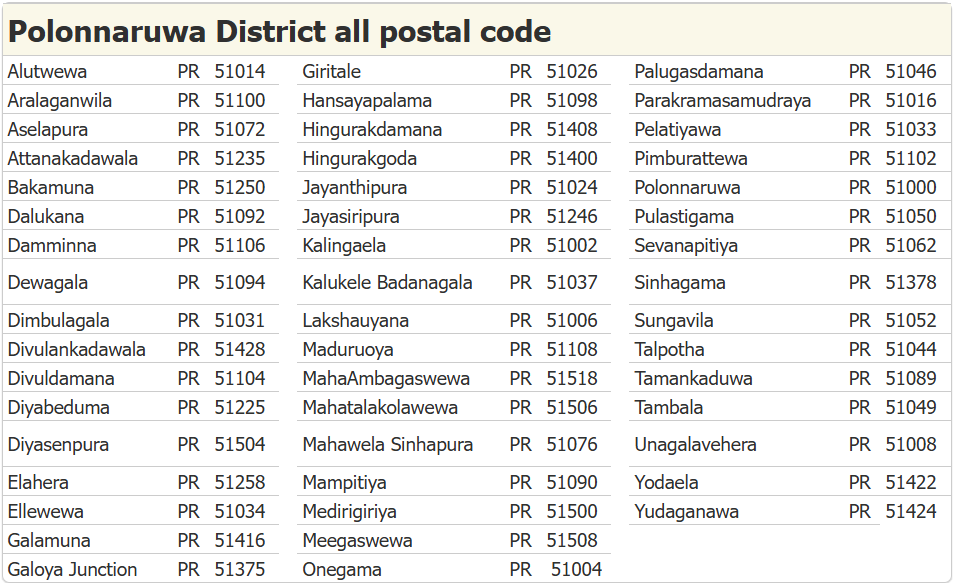 Polonnaruwa District all postal code
Alutwewa PR 51014 Giritale PR 51026 Palugasdamana PR 51046
Aralaganwila PR 51100 Hansayapalama PR 51098 Parakramasamudraya PR 51016
Aselapura PR 51072 Hingurakdamana PR 51408 Pelatiyawa PR 51033
Attanakadawala PR 51235 Hingurakgoda PR 51400 Pimburattewa PR 51102
Bakamuna PR 51250 Jayanthipura PR 51024 Polonnaruwa PR 51000
Dalukana PR 51092 Jayasiripura PR 51246 Pulastigama PR 51050
Damminna PR 51106 Kalingaela PR 51002 Sevanapitiya PR 51062
Dewagala PR 51094 Kalukele Badanagala PR 51037 Sinhagama PR 51378
Dimbulagala PR 51031 Lakshauyana PR 51006 Sungavila PR 51052
Divulankadawala PR 51428 Maduruoya PR 51108 Talpotha PR 51044
Divuldamana PR 51104 MahaAmbagaswewa PR 51518 Tamankaduwa PR 51089
Diyabeduma PR 51225 Mahatalakolawewa PR 51506 Tambala PR 51049
Diyasenpura PR 51504 Mahawela Sinhapura PR 51076 Unagalavehera PR 51008
Elahera PR 51258 Mampitiya PR 51090 Yodaela PR 51422
Ellewewa PR 51034 Medirigiriya PR 51500 Yudaganawa PR 51424
Galamuna PR 51416 Meegaswewa PR 51508
Galoya Junction PR 51375 Onegama PR 51004